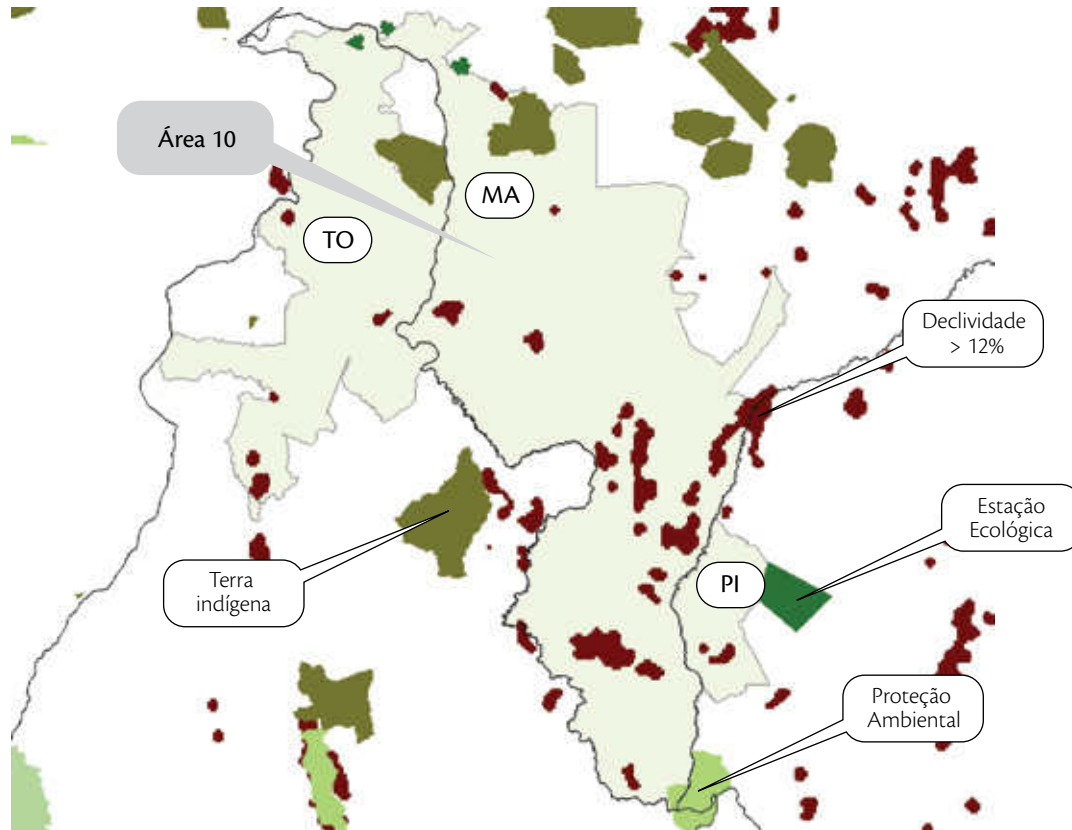 Área 10
MA
TO
Declividade
> 12%
Estação
Ecológica
Terra
indígena
PI
Proteção
Ambiental